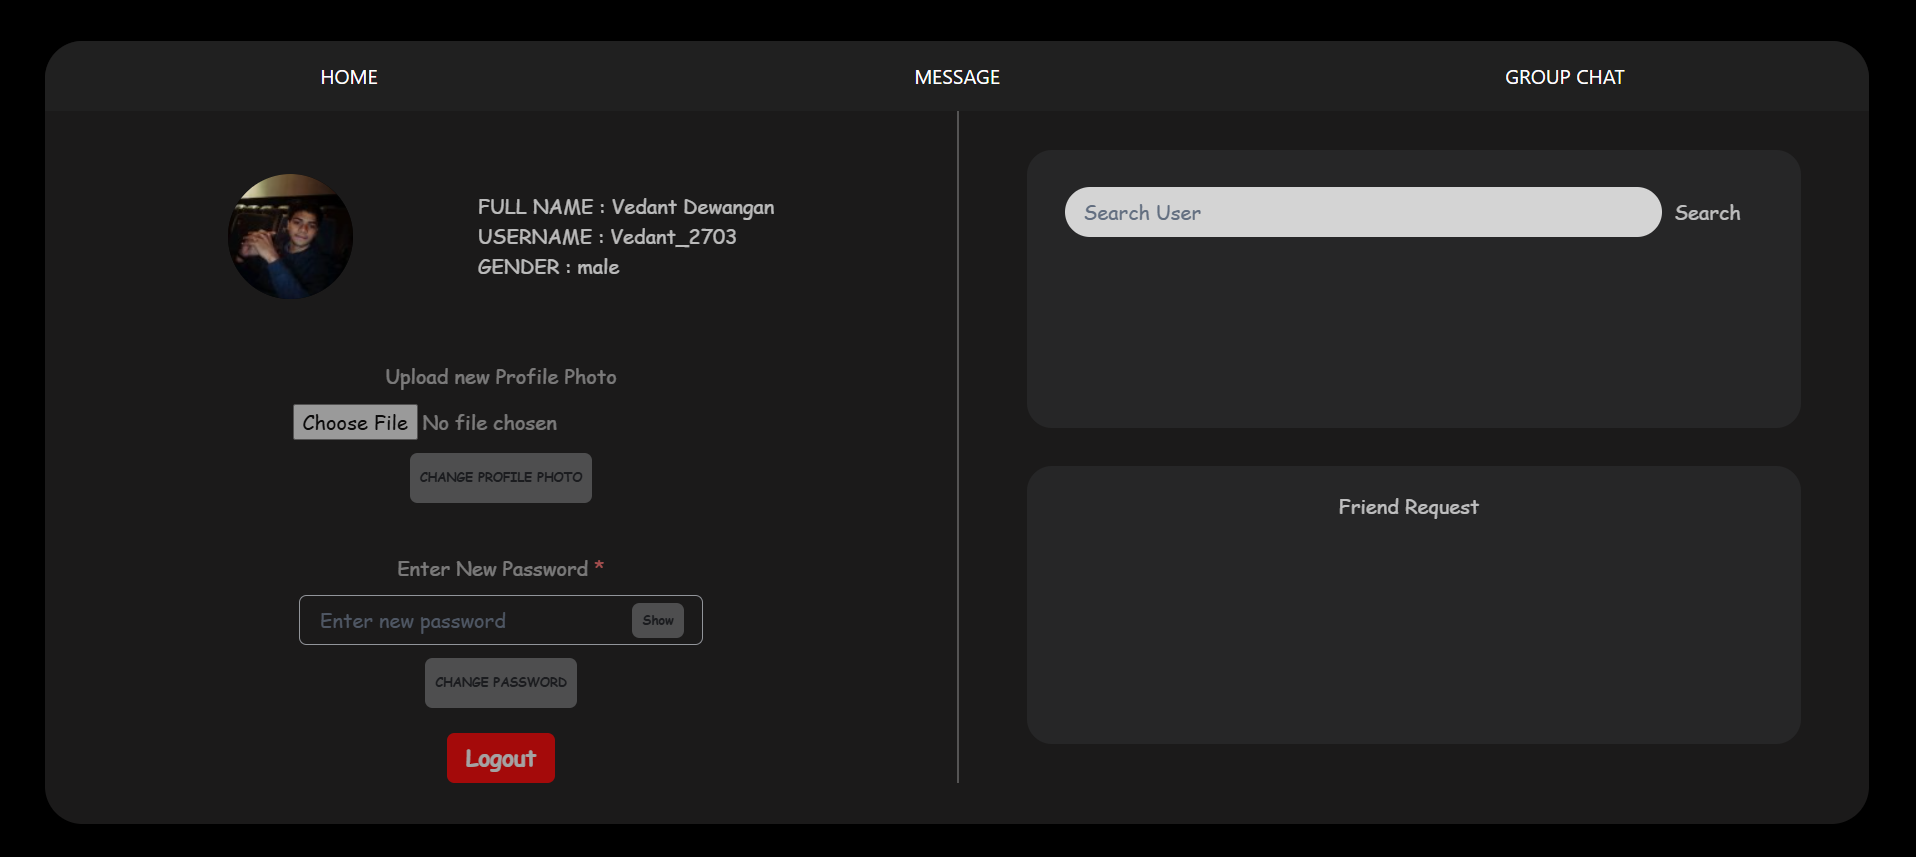 HOME MESSAGE GROUP CHAT
FULL NAME : Vedant Dewangan
USERNAME : Vedant_2703
GENDER : male
Upload new Profile Photo
Choose File No file chosen
CHANGE PROFILE PHOTO
Enter New Password *
Enter new password Show
CHANGE PASSWORD
Logout
Search User Search
Friend Request